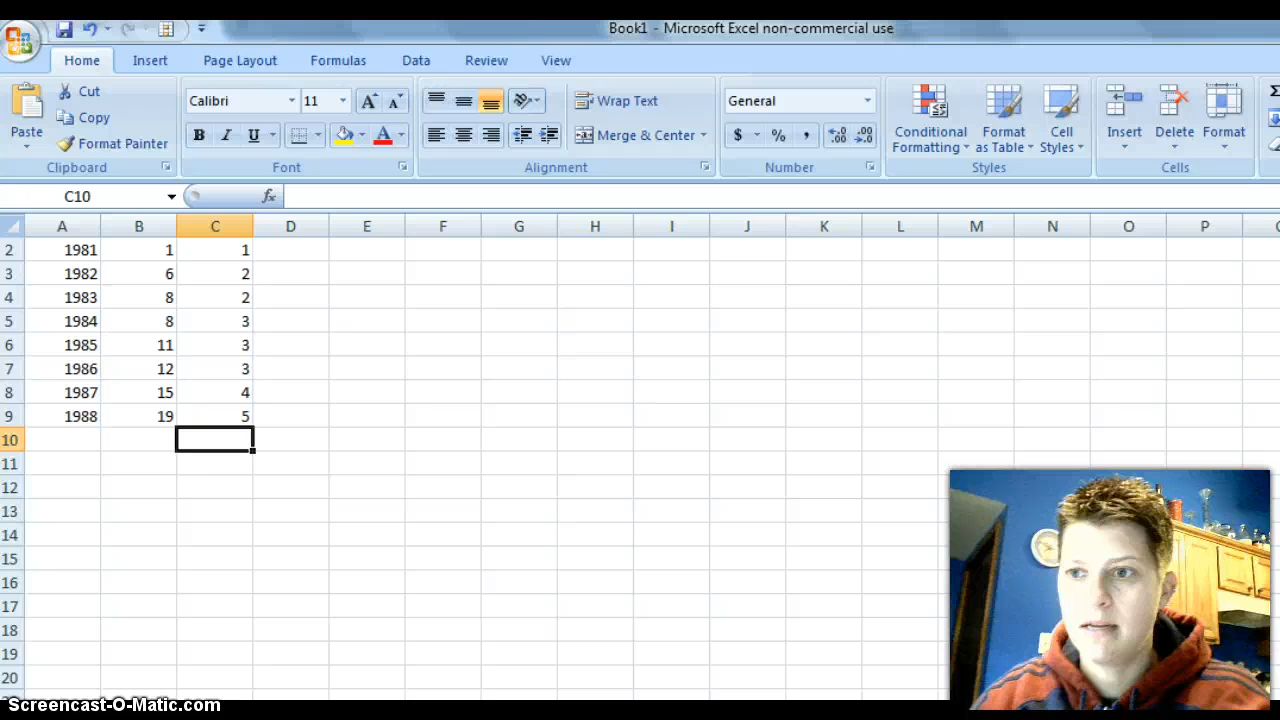 Book1 - Microsoft Excel non-commercial use
Home Insert Page Layout Formulas Data Review View
Paste Cut Copy Format Painter
Calibri 11
B I U A
Wrap Text
Merge & Center
General
$ % ,
Conditional Formatting Format as Table Cell Styles
Insert Delete Format
Clipboard Font Alignment Number Styles Cells
C10 fx
A B C D E F G H I J K L M N O P
2 1981 1 1
3 1982 6 2
4 1983 8 2
5 1984 8 3
6 1985 11 3
7 1986 12 3
8 1987 15 4
9 1988 19 5
10
11
12
13
14
15
16
17
18
19
20
Screencast-O-Matic.com